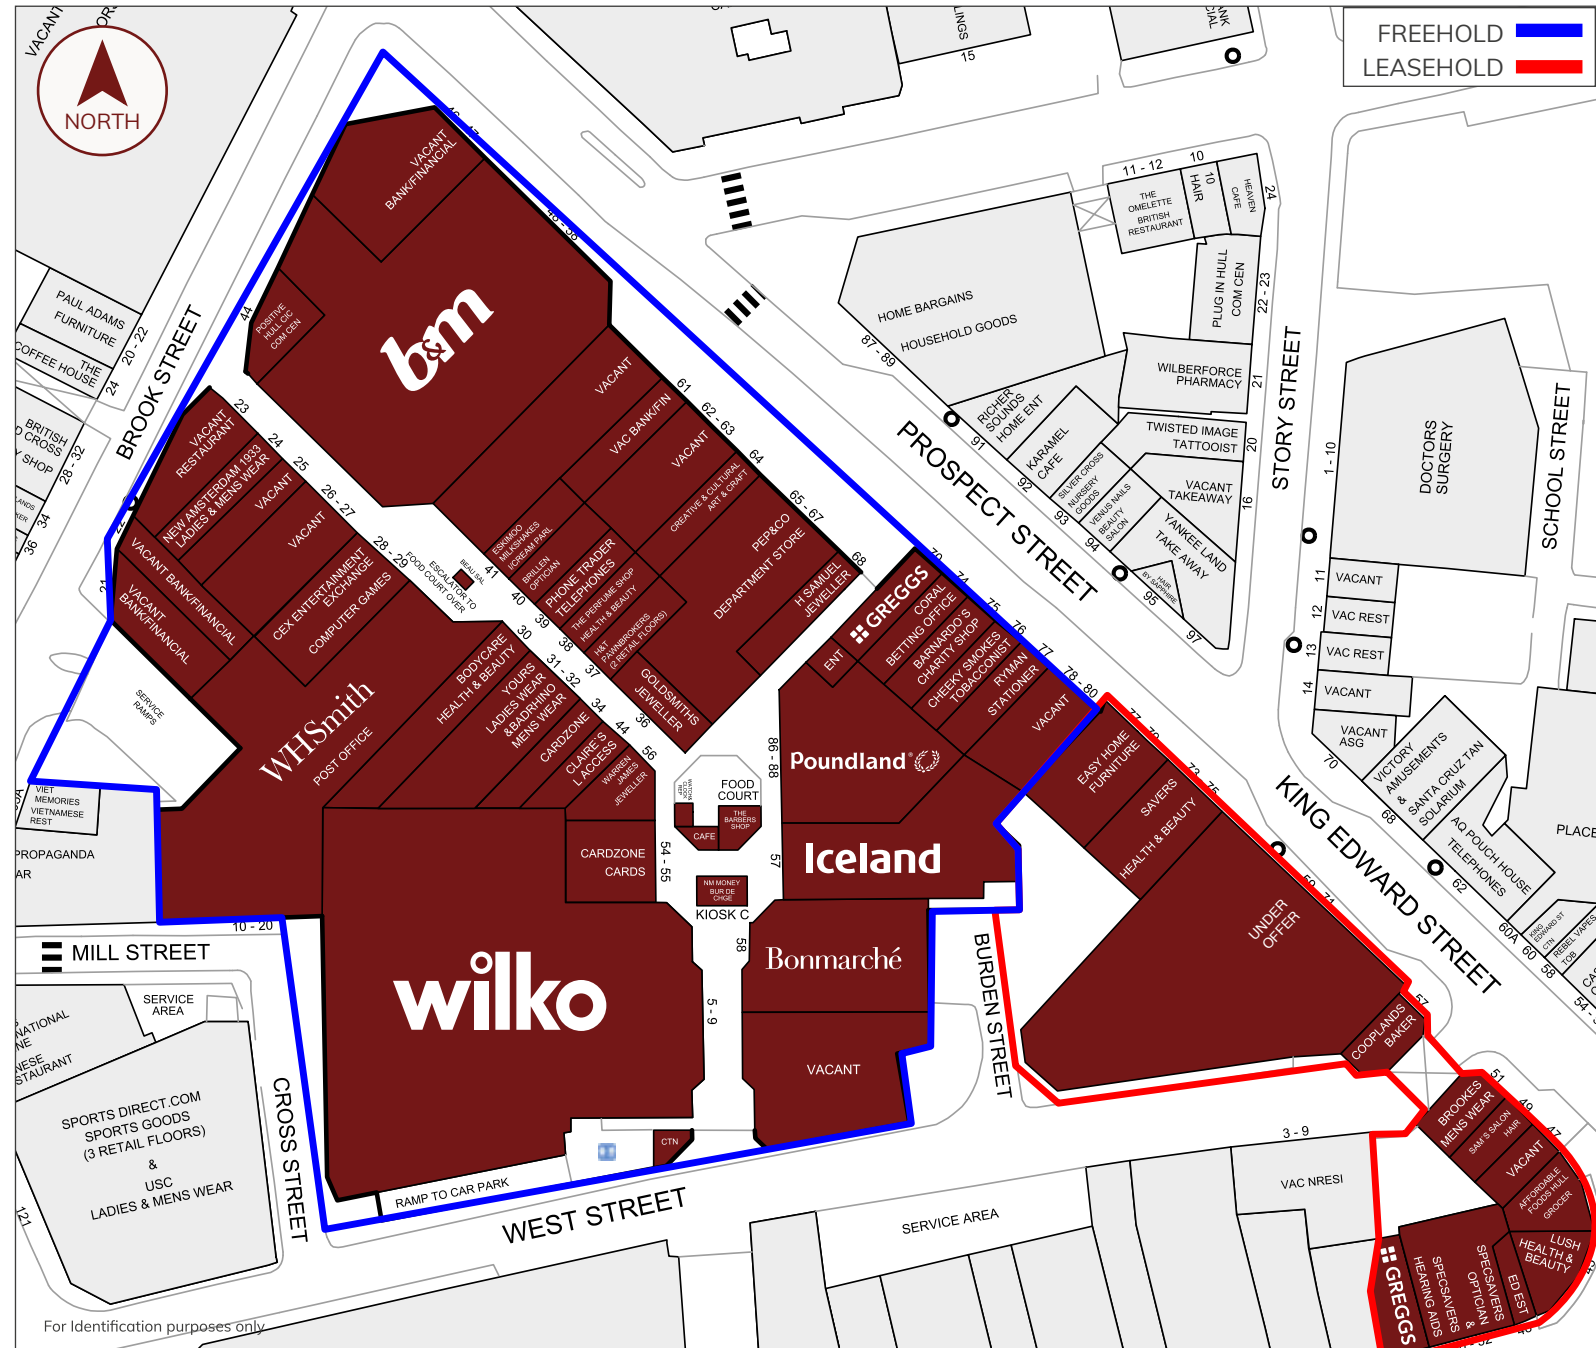 FREEHOLD
LEASEHOLD
NORTH
VACANT
15
LINGS
BROOK STREET
PAUL ADAMS
FURNITURE
20 - 22
THE
COFFEE HOUSE
24
BRITISH
28 - 32
34
36
44
VACANT
BANK/FINANCIAL
POSITIVE
HULL CIC
COM CEN
b&m
VACANT
61
VAC BANK/FIN
62 - 63
VACANT
64
CREATIVE & CULTURAL
ART & CRAFT
65 - 67
PEP&CO
DEPARTMENT STORE
68
H SAMUEL
JEWELLER
23
VACANT
RESTAURANT
24
NEW AMSTERDAM 1933
LADIES & MENS WEAR
25
VACANT
26 - 27
VACANT
28 - 29
VACANT BANK/FINANCIAL
VACANT
BANK/FINANCIAL
CEX ENTERTAINMENT
EXCHANGE
COMPUTER GAMES
ESCALATOR TO
FOOD COURT OVER
BEAU SAL
41
ESKIMOO
MILKSHAKES
I/CREAM PARL
40
BRILLEN
OPTICIAN
39
PHONE TRADER
TELEPHONES
38
THE PERFUME SHOP
HEALTH & BEAUTY
37
H&T
PAWNBROKERS
(2 RETAIL FLOORS)
36
GOLDSMITHS
JEWELLER
SERVICE
RAMPS
WHSmith
POST OFFICE
30
BODYCARE
HEALTH & BEAUTY
31 - 32
YOURS
LADIES WEAR
&BADRHINO
MENS WEAR
34
CARDZONE
44
CLAIRE'S
ACCESS
56
WARREN
JAMES
JEWELLER
VIET
MEMORIES
VIETNAMESE
REST
PROPAGANDA
10 - 20
MILL STREET
SERVICE
AREA
CARDZONE
CARDS
54 - 55
FOOD
COURT
THE
BARBERS
SHOP
CAFE
NM MONEY
BUR DE
CHGE
KIOSK C
57
58
5 - 9
wilko
86 - 88
Poundland
Iceland
Bonmarché
VACANT
CTN
RAMP TO CAR PARK
WEST STREET
CROSS STREET
SPORTS DIRECT.COM
SPORTS GOODS
(3 RETAIL FLOORS)
&
USC
LADIES & MENS WEAR
121
GREGGS
ENT
CORAL
BETTING OFFICE
74
BARNARDO'S
CHARITY SHOP
75
CHEEKY SMOKES
TOBACCONIST
76
RYMAN
STATIONER
77
VACANT
78 - 80
EASY HOME
FURNITURE
SAVERS
HEALTH & BEAUTY
UNDER
OFFER
COOPLANDS
BAKER
57
BURDEN STREET
51
BROOKES
MENS WEAR
49
SAM'S SALON
HAIR
47
VACANT
AFFORDABLE
FOODS HULL
GROCER
LUSH
HEALTH &
BEAUTY
ED EST
SPECSAVERS
OPTICIAN
&
SPECSAVERS
HEARING AIDS
GREGGS
3 - 9
VAC NRESI
SERVICE AREA
PROSPECT STREET
KING EDWARD STREET
STORY STREET
SCHOOL STREET
HOME BARGAINS
HOUSEHOLD GOODS
87 - 89
RICHER
SOUNDS
HOME ENT
91
KARAMEL
CAFE
92
SILVER CROSS
NURSERY
GOODS
93
VENUS NAILS
BEAUTY
SALON
94
HAIR
BY SAPPHIRE
95
YANKEE LAND
TAKE AWAY
97
11 - 12
THE
OMELETTE
BRITISH
RESTAURANT
10
10
HAIR
HEAVEN
CAFE
24
PLUG IN HULL
COM CEN
22 - 23
WILBERFORCE
PHARMACY
21
TWISTED IMAGE
TATTOOIST
20
VACANT
TAKEAWAY
16
1 - 10
DOCTORS
SURGERY
11
VACANT
12
VAC REST
13
VAC REST
14
VACANT
VACANT
ASG
70
VICTORY
AMUSEMENTS
&
SANTA CRUZ TAN
SOLARIUM
68
AQ POUCH HOUSE
TELEPHONES
62
KING
EDWARD ST
CTN
60A
REBEL VAPES
TOB
60
58
PLACE
For Identification purposes only